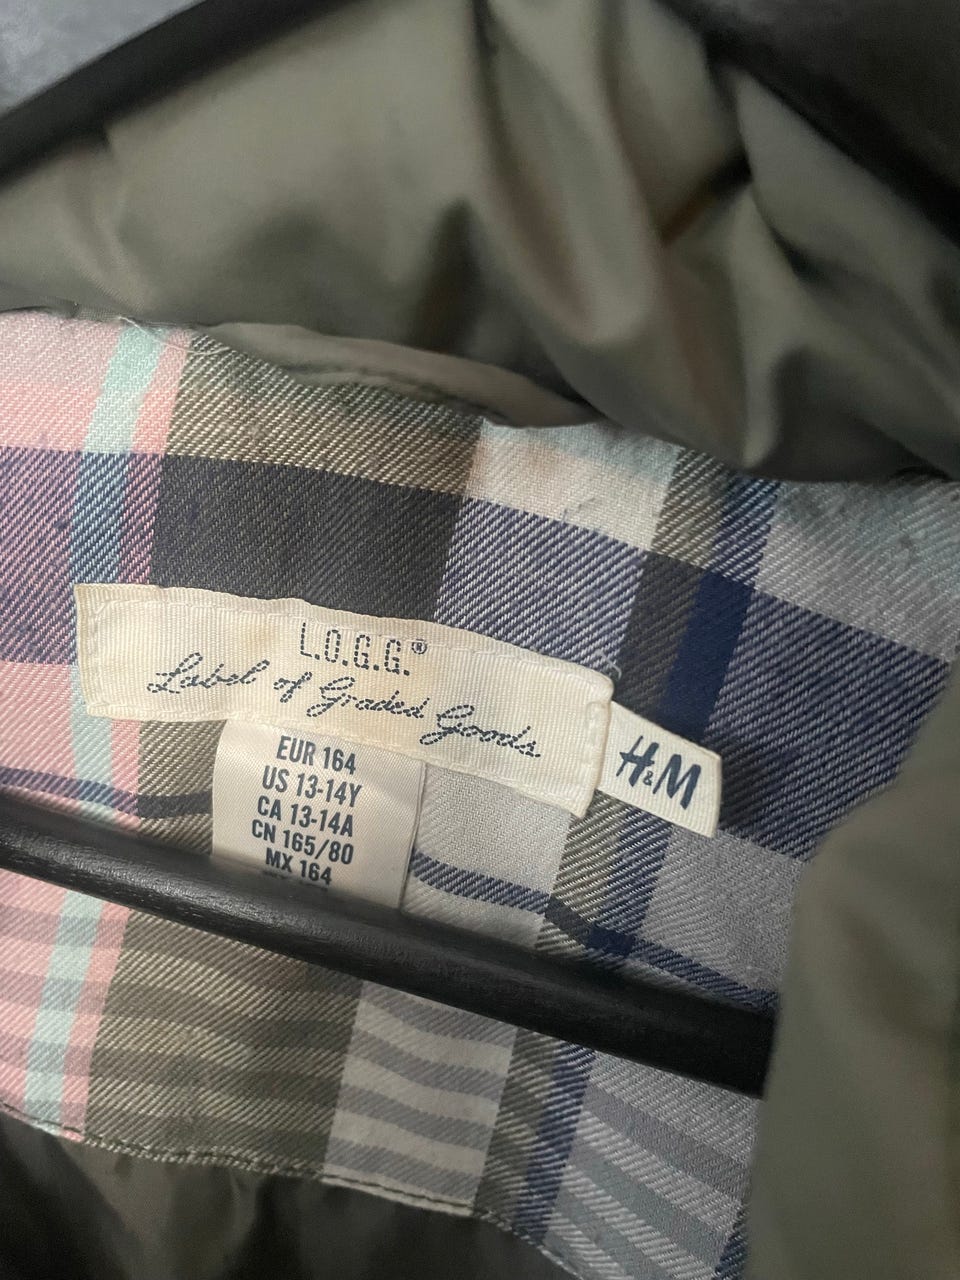 L.O.G.G.®
Label of Graded Goods
H&M
EUR 164
US 13-14Y
CA 13-14A
CN 165/80
MX 164